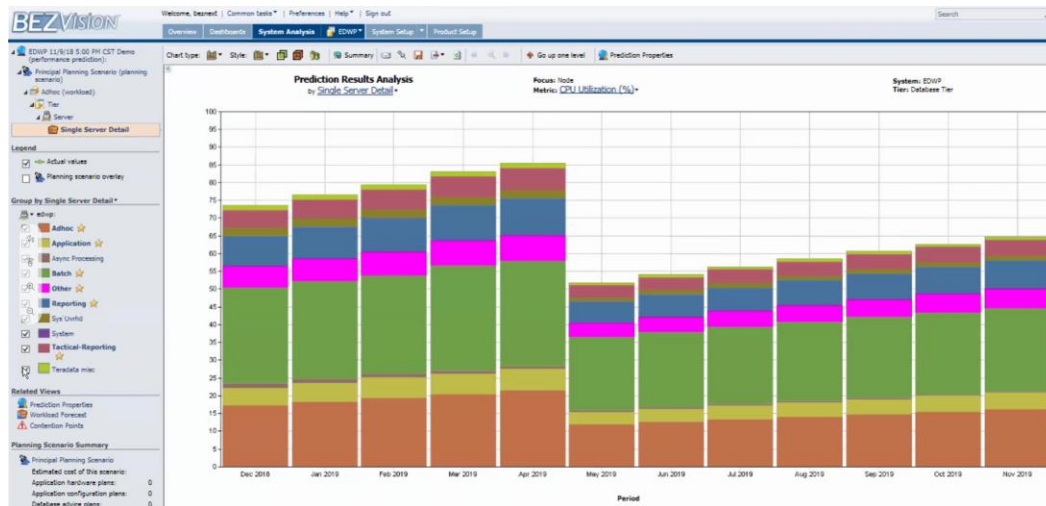 BEZVISION
Welcome, beznext | Common tasks | Preferences | Help | Sign out
Search
Overview Dashboards System Analysis EDWP System Setup Product Setup
EDWP 11/9/18 5:00 PM CST Demo
(performance prediction):
Principal Planning Scenario (planning
scenario)
Adhoc (workload)
Tier
Server
Single Server Detail
Legend
Actual values
Planning scenario overlay
Group by Single Server Detail
edwp:
Adhoc
Application
Async Processing
Batch
Other
Reporting
Sys Ovrhd
System
Tactical-Reporting
Teradata misc
Related Views
Prediction Properties
Workload Forecast
Contention Points
Planning Scenario Summary
Principal Planning Scenario
Estimated cost of this scenario:
Application hardware plans: 0
Application configuration plans: 0
Database advice plans: 0
Chart type: Style: Summary Go up one level Prediction Properties
Prediction Results Analysis
by Single Server Detail
Focus: Node
Metric: CPU Utilization (%)
System: EDWP
Tier: Database Tier
100
95
90
85
80
75
70
65
60
55
50
45
40
35
30
25
20
15
10
5
0
Dec 2018 Jan 2019 Feb 2019 Mar 2019 Apr 2019 May 2019 Jun 2019 Jul 2019 Aug 2019 Sep 2019 Oct 2019 Nov 2019
Period